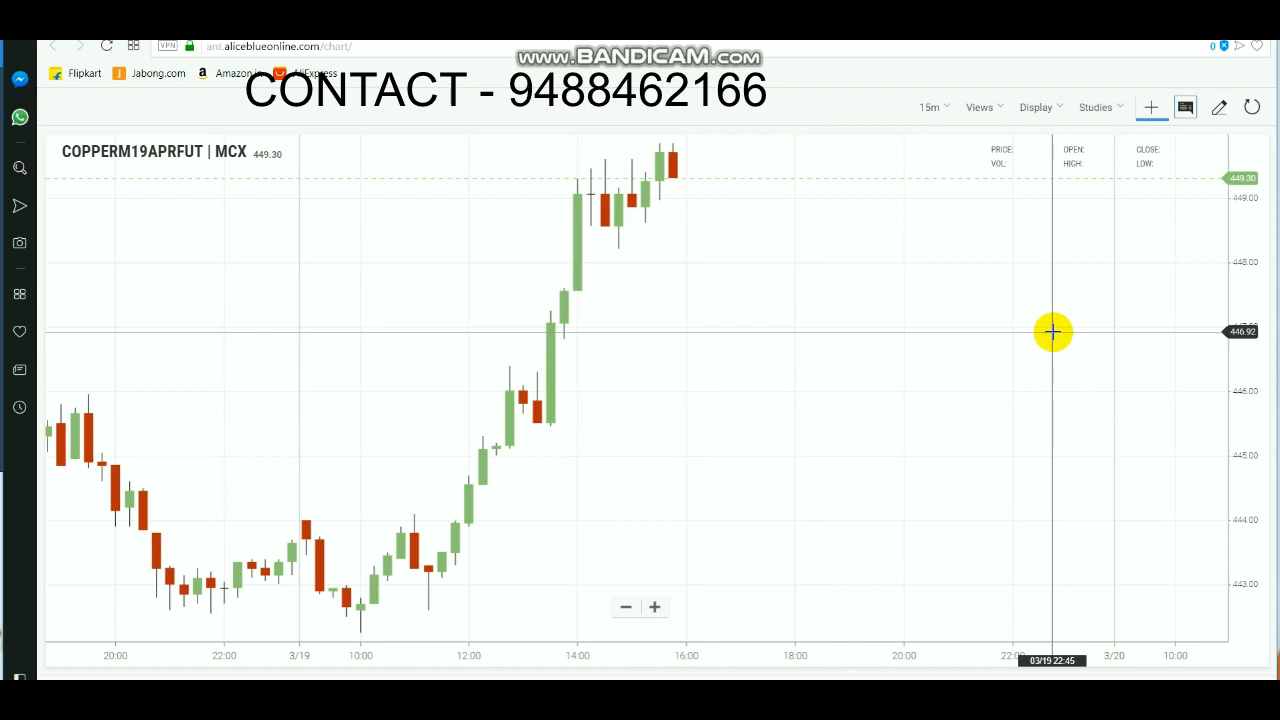 ant.aliceblueonline.com/chart/
VPN
www.BANDICAM.com
0
Flipkart
Jabong.com
Amazon.in
AliExpress
CONTACT - 9488462166
15m Views Display Studies
COPPERM19APRFUT | MCX 449.30
PRICE: OPEN: CLOSE:
VOL: HIGH: LOW:
449.30
449.00
448.00
446.92
446.00
445.00
444.00
443.00
20:00 22:00 3/19 10:00 12:00 14:00 16:00 18:00 20:00 3/20 10:00
03/19 22:45